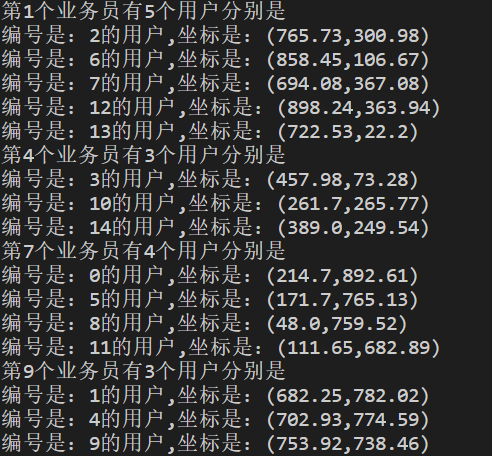 第1个业务员有5个用户分别是
编号是：2的用户,坐标是：(765.73,300.98)
编号是：6的用户,坐标是：(858.45,106.67)
编号是：7的用户,坐标是：(694.08,367.08)
编号是：12的用户,坐标是：(898.24,363.94)
编号是：13的用户,坐标是：(722.53,22.2)
第4个业务员有3个用户分别是
编号是：3的用户,坐标是：(457.98,73.28)
编号是：10的用户,坐标是：(261.7,265.77)
编号是：14的用户,坐标是：(389.0,249.54)
第7个业务员有4个用户分别是
编号是：0的用户,坐标是：(214.7,892.61)
编号是：5的用户,坐标是：(171.7,765.13)
编号是：8的用户,坐标是：(48.0,759.52)
编号是：11的用户,坐标是：(111.65,682.89)
第9个业务员有3个用户分别是
编号是：1的用户,坐标是：(682.25,782.02)
编号是：4的用户,坐标是：(702.93,774.59)
编号是：9的用户,坐标是：(753.92,738.46)